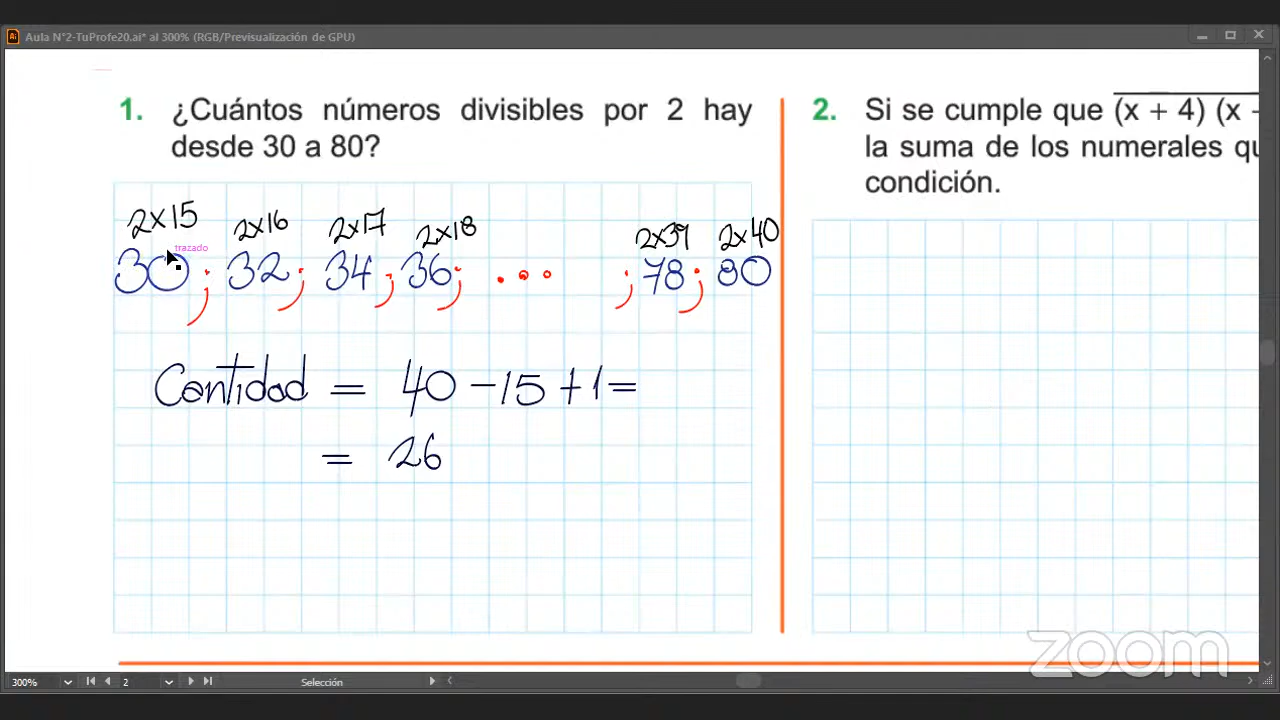 Aula N°2-TuProfe20.ai* al 300% (RGB/Previsualización de GPU)
1. ¿Cuántos números divisibles por 2 hay
desde 30 a 80?
2x15 2x16 2x17 2x18 2x39 2x40
trazado
30 ; 32 ; 34 ; 36 ; ... ; 78 ; 80
Cantidad = 40 - 15 + 1 =
= 26
2. Si se cumple que (x + 4) (x -
la suma de los numerales qu
condición.
zoom
300% 2 Selección